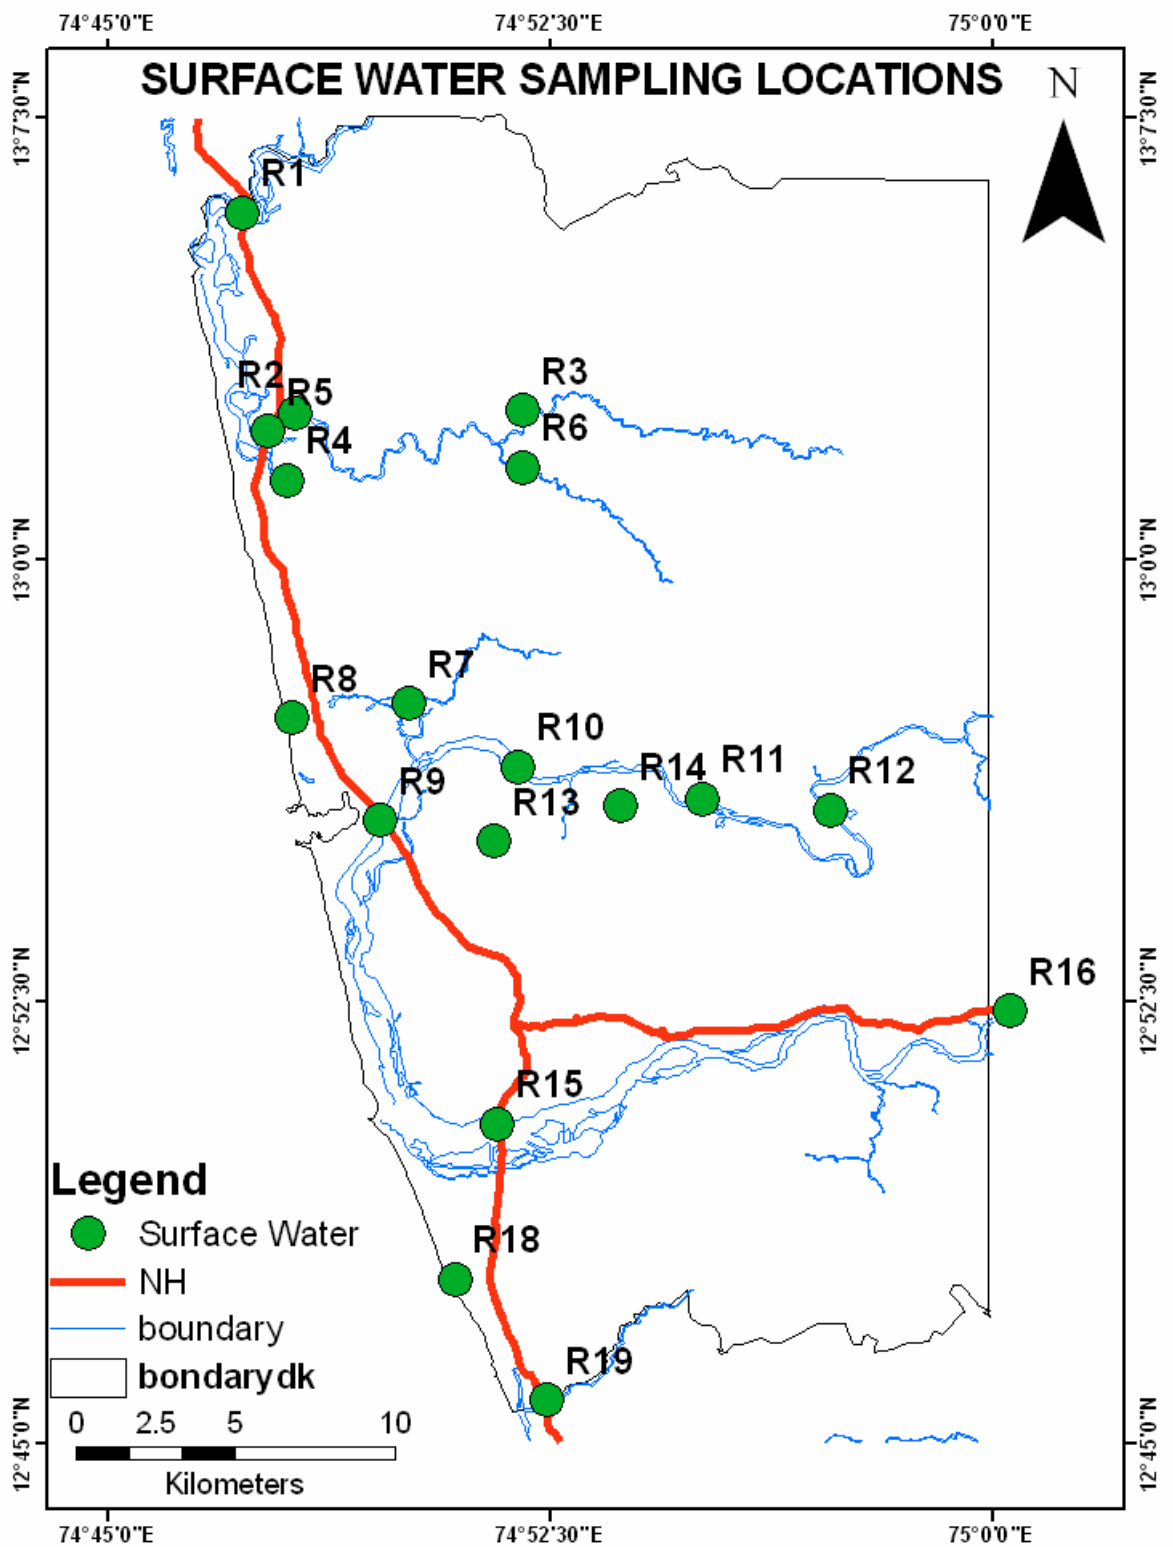 74°45'0"E 74°52'30"E 75°0'0"E
SURFACE WATER SAMPLING LOCATIONS
N
13°7'30"N 13°7'30"N
R1
R2
R3
R5
R6
R4
13°0'0"N 13°0'0"N
R7
R8
R10
R9
R14
R11
R12
R13
12°52'30"N 12°52'30"N
R16
R15
Legend
Surface Water
R18
NH
boundary
bondarydk
R19
0 2.5 5 10
Kilometers
12°45'0"N 12°45'0"N
74°45'0"E 74°52'30"E 75°0'0"E